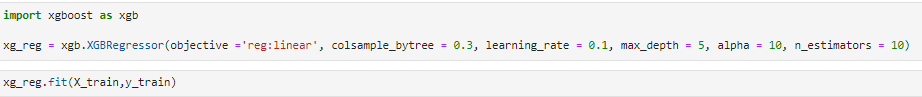 import xgboost as xgb
xg_reg = xgb.XGBRegressor(objective ='reg:linear', colsample_bytree = 0.3, learning_rate = 0.1, max_depth = 5, alpha = 10, n_estimators = 10)
xg_reg.fit(X_train,y_train)